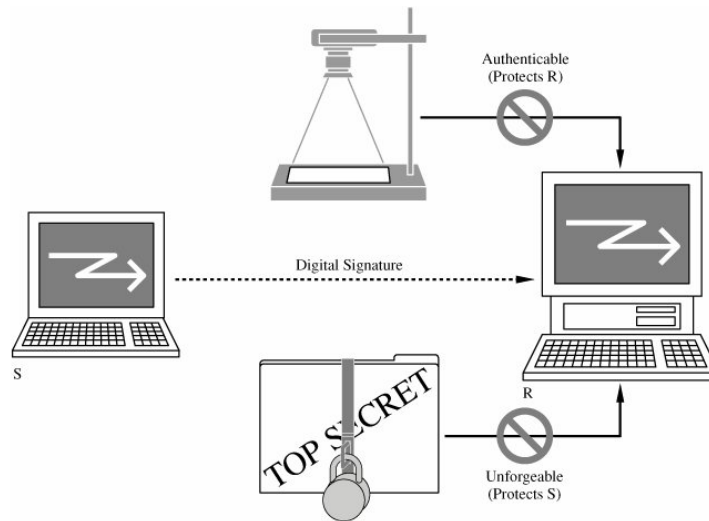 Authenticable
(Protects R)
Digital Signature
S
TOP SECRET
R
Unforgeable
(Protects S)